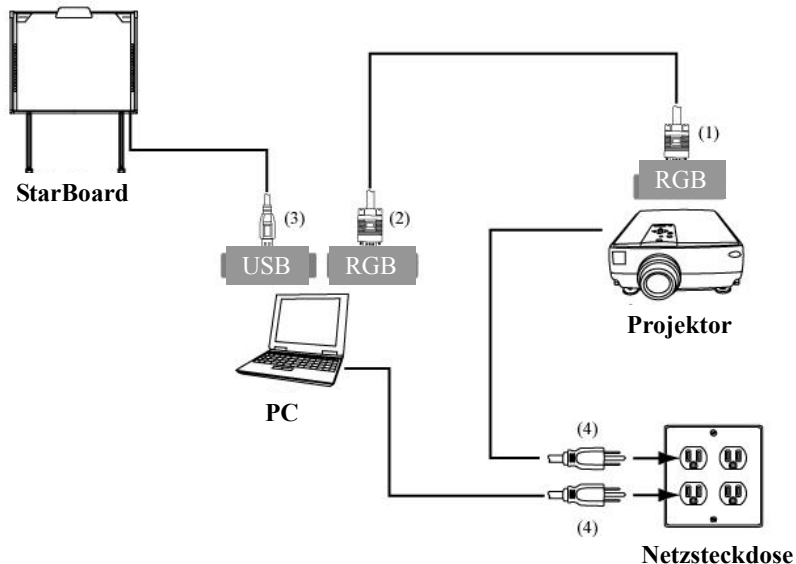 (1)
RGB
StarBoard
(3)
(2)
USB
RGB
Projektor
PC
(4)
(4)
Netzsteckdose